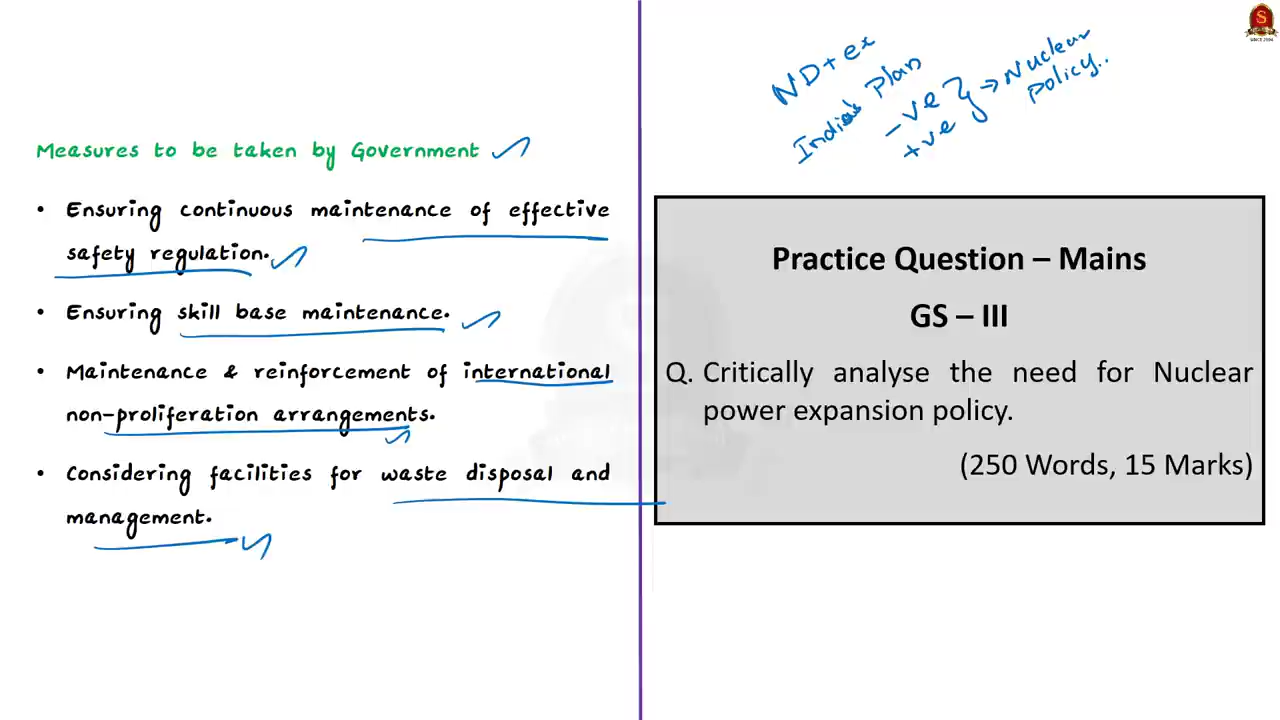 Measures to be taken by Government
• Ensuring continuous maintenance of effective
safety regulation.
• Ensuring skill base maintenance.
• Maintenance & reinforcement of international
non-proliferation arrangements.
• Considering facilities for waste disposal and
management.
ND + ex
India's Plan
-ve } → Nuclear
+ve policy..
Practice Question – Mains
GS – III
Q. Critically analyse the need for Nuclear
power expansion policy.
(250 Words, 15 Marks)
S